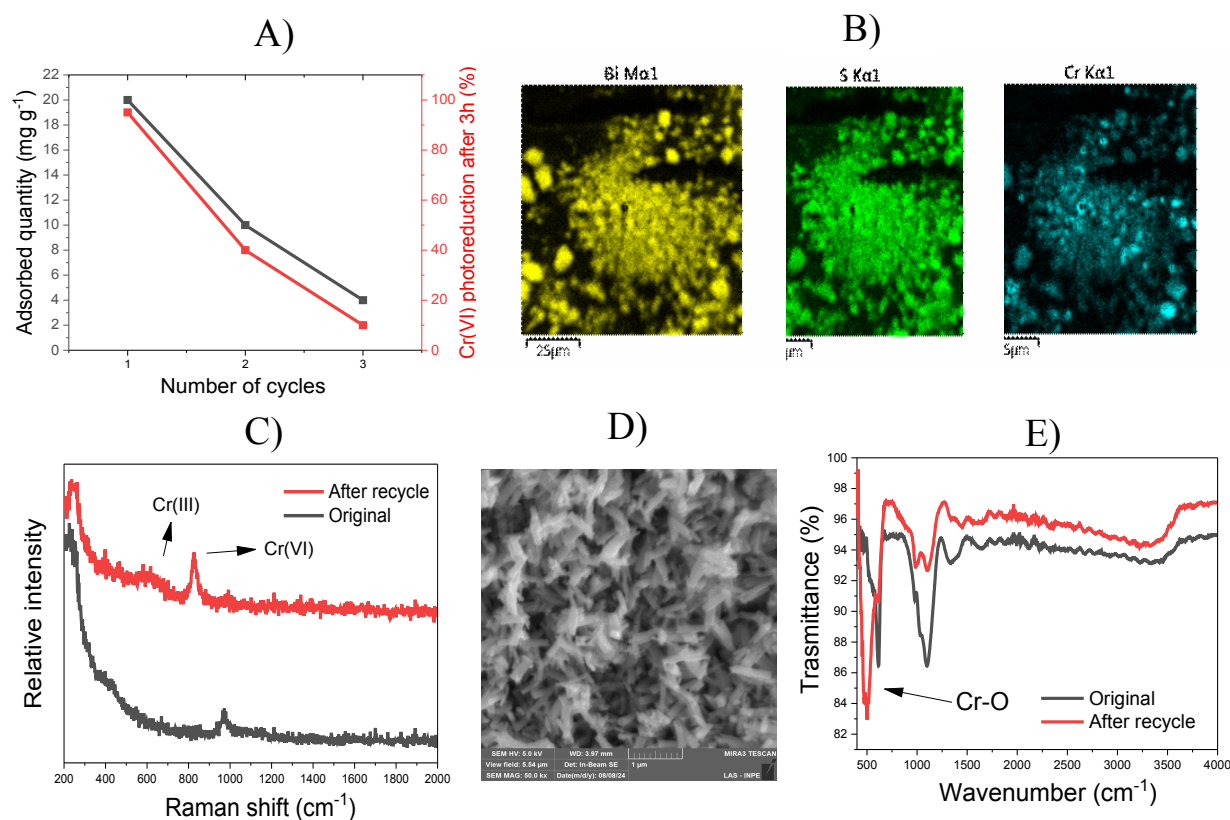 A)
B)
22
20
18
16
14
12
10
8
6
4
2
0
Adsorbed quantity (mg g⁻¹)
100
80
60
40
20
0
Cr(VI) photoreduction after 3h (%)
1 2 3
Number of cycles
Bi Mα1
S Kα1
Cr Kα1
25μm
μm
5μm
C)
D)
E)
Relative intensity
After recycle
Original
Cr(III)
Cr(VI)
200 400 600 800 1000 1200 1400 1600 1800 2000
Raman shift (cm⁻¹)
SEM HV: 5.0 kV WD: 3.97 mm MIRA3 TESCAN
View field: 5.54 μm Det: In-Beam SE 1 μm
SEM MAG: 50.0 kx Date(m/d/y): 08/08/24 LAS - INPE
100
98
96
94
92
90
88
86
84
82
Trasmittance (%)
Cr-O
Original
After recycle
500 1000 1500 2000 2500 3000 3500 4000
Wavenumber (cm⁻¹)